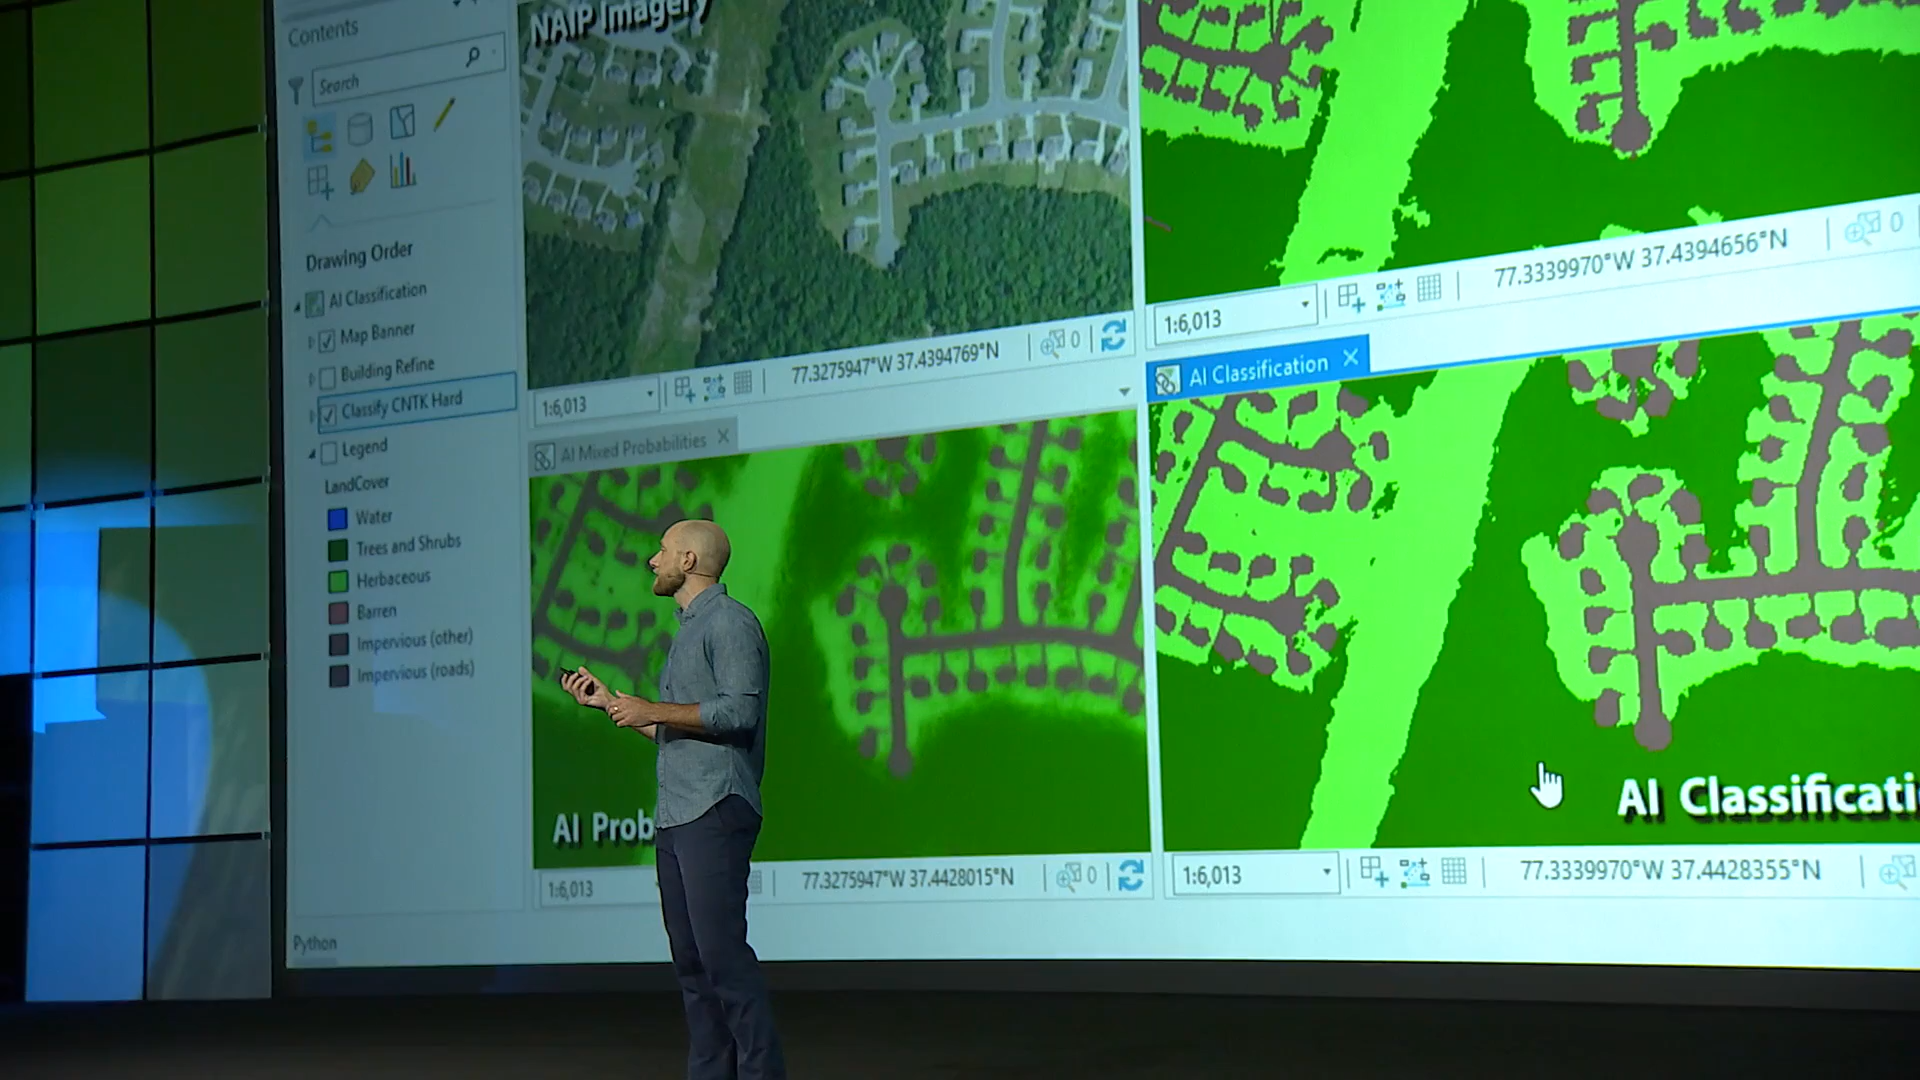 Contents
Search
Drawing Order
AI Classification
Map Banner
Building Refine
Classify CNTK Hard
Legend
LandCover
Water
Trees and Shrubs
Herbaceous
Barren
Impervious (other)
Impervious (roads)
Python
NAIP Imagery
1:6,013
77.3275947°W 37.4394769°N
0
1:6,013
77.3339970°W 37.4394656°N
0
AI Mixed Probabilities
AI Prob
1:6,013
77.3275947°W 37.4428015°N
0
AI Classification
AI Classificati
1:6,013
77.3339970°W 37.4428355°N